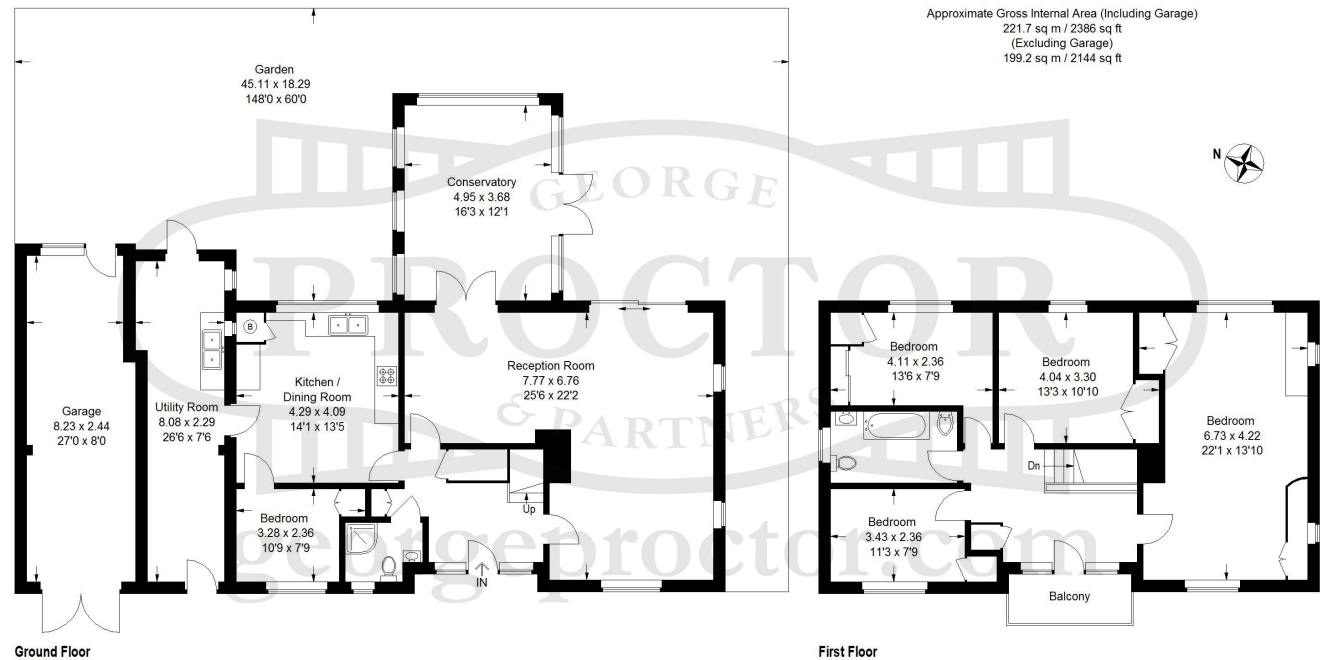 Approximate Gross Internal Area (Including Garage)
221.7 sq m / 2386 sq ft
(Excluding Garage)
199.2 sq m / 2144 sq ft
N
Garden
45.11 x 18.29
148'0 x 60'0
Conservatory
4.95 x 3.68
16'3 x 12'1
GEORGE
PROCTOR
& PARTNERS
georgeproctor.com
B
Kitchen /
Dining Room
4.29 x 4.09
14'1 x 13'5
Reception Room
7.77 x 6.76
25'6 x 22'2
Garage
8.23 x 2.44
27'0 x 8'0
Utility Room
8.08 x 2.29
26'6 x 7'6
Bedroom
3.28 x 2.36
10'9 x 7'9
Up
IN
Ground Floor
Bedroom
4.11 x 2.36
13'6 x 7'9
Bedroom
4.04 x 3.30
13'3 x 10'10
Bedroom
6.73 x 4.22
22'1 x 13'10
Dn
Bedroom
3.43 x 2.36
11'3 x 7'9
Balcony
First Floor